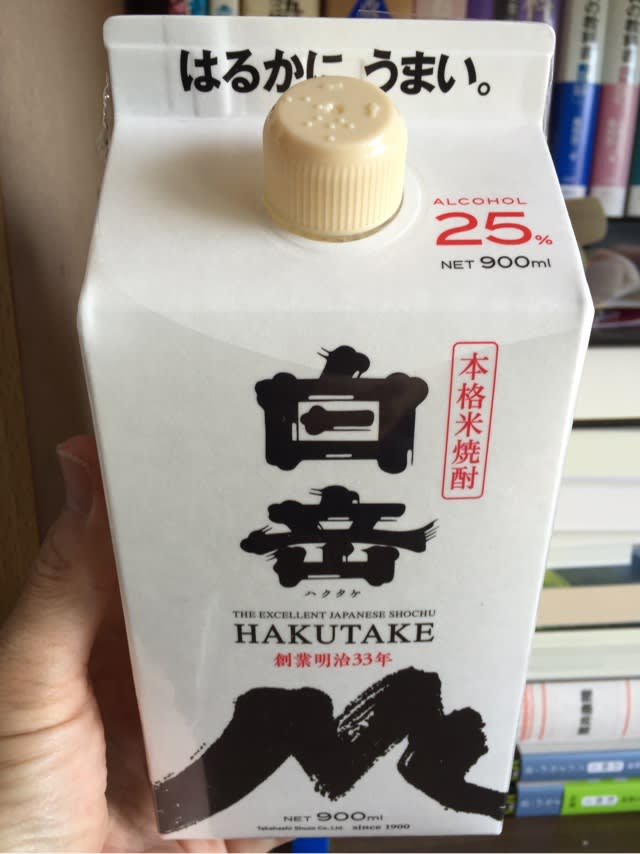 はるかに うまい。
ALCOHOL
25%
NET 900ml
本格米焼酎
白岳
ハクタケ
THE EXCELLENT JAPANESE SHOCHU
HAKUTAKE
創業明治33年
NET 900ml
Takahashi Shuzo Co.,Ltd. since 1900